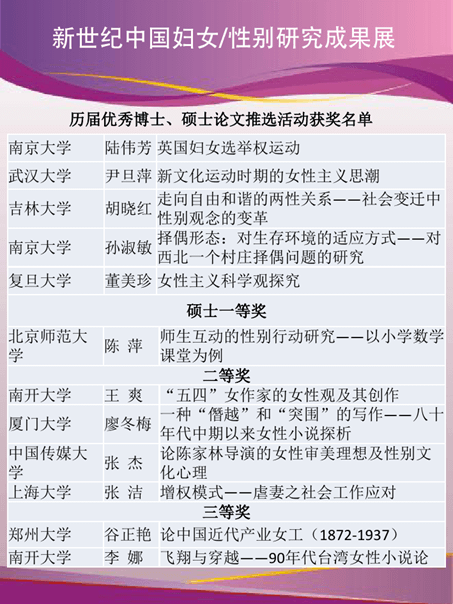 新世纪中国妇女/性别研究成果展
历届优秀博士、硕士论文推选活动获奖名单
南京大学 陆伟芳 英国妇女选举权运动
武汉大学 尹旦萍 新文化运动时期的女性主义思潮
吉林大学 胡晓红 走向自由和谐的两性关系——社会变迁中
性别观念的变革
南京大学 孙淑敏 择偶形态：对生存环境的适应方式——对
西北一个村庄择偶问题的研究
复旦大学 董美珍 女性主义科学观探究
硕士一等奖
北京师范大
学 陈 萍 师生互动的性别行动研究——以小学数学
课堂为例
二等奖
南开大学 王 爽 “五四”女作家的女性观及其创作
厦门大学 廖冬梅 一种“僭越”和“突围”的写作——八十
年代中期以来女性小说探析
中国传媒大
学 张 杰 论陈家林导演的女性审美理想及性别文
化心理
上海大学 张 洁 增权模式——虐妻之社会工作应对
三等奖
郑州大学 谷正艳 论中国近代产业女工（1872-1937）
南开大学 李 娜 飞翔与穿越——90年代台湾女性小说论